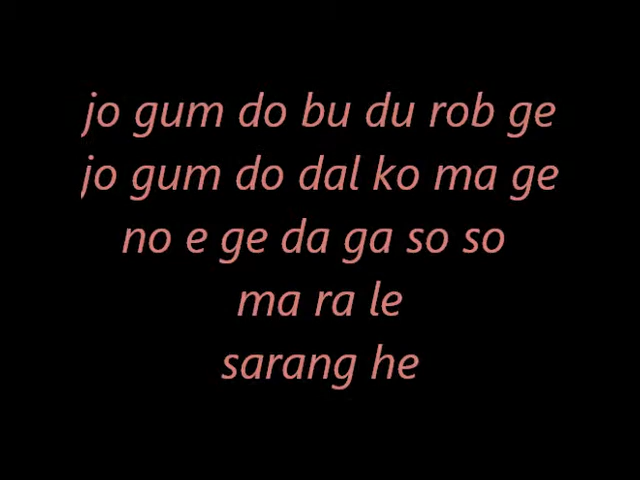 jo gum do bu du rob ge
jo gum do dal ko ma ge
no e ge da ga so so
ma ra le
sarang he